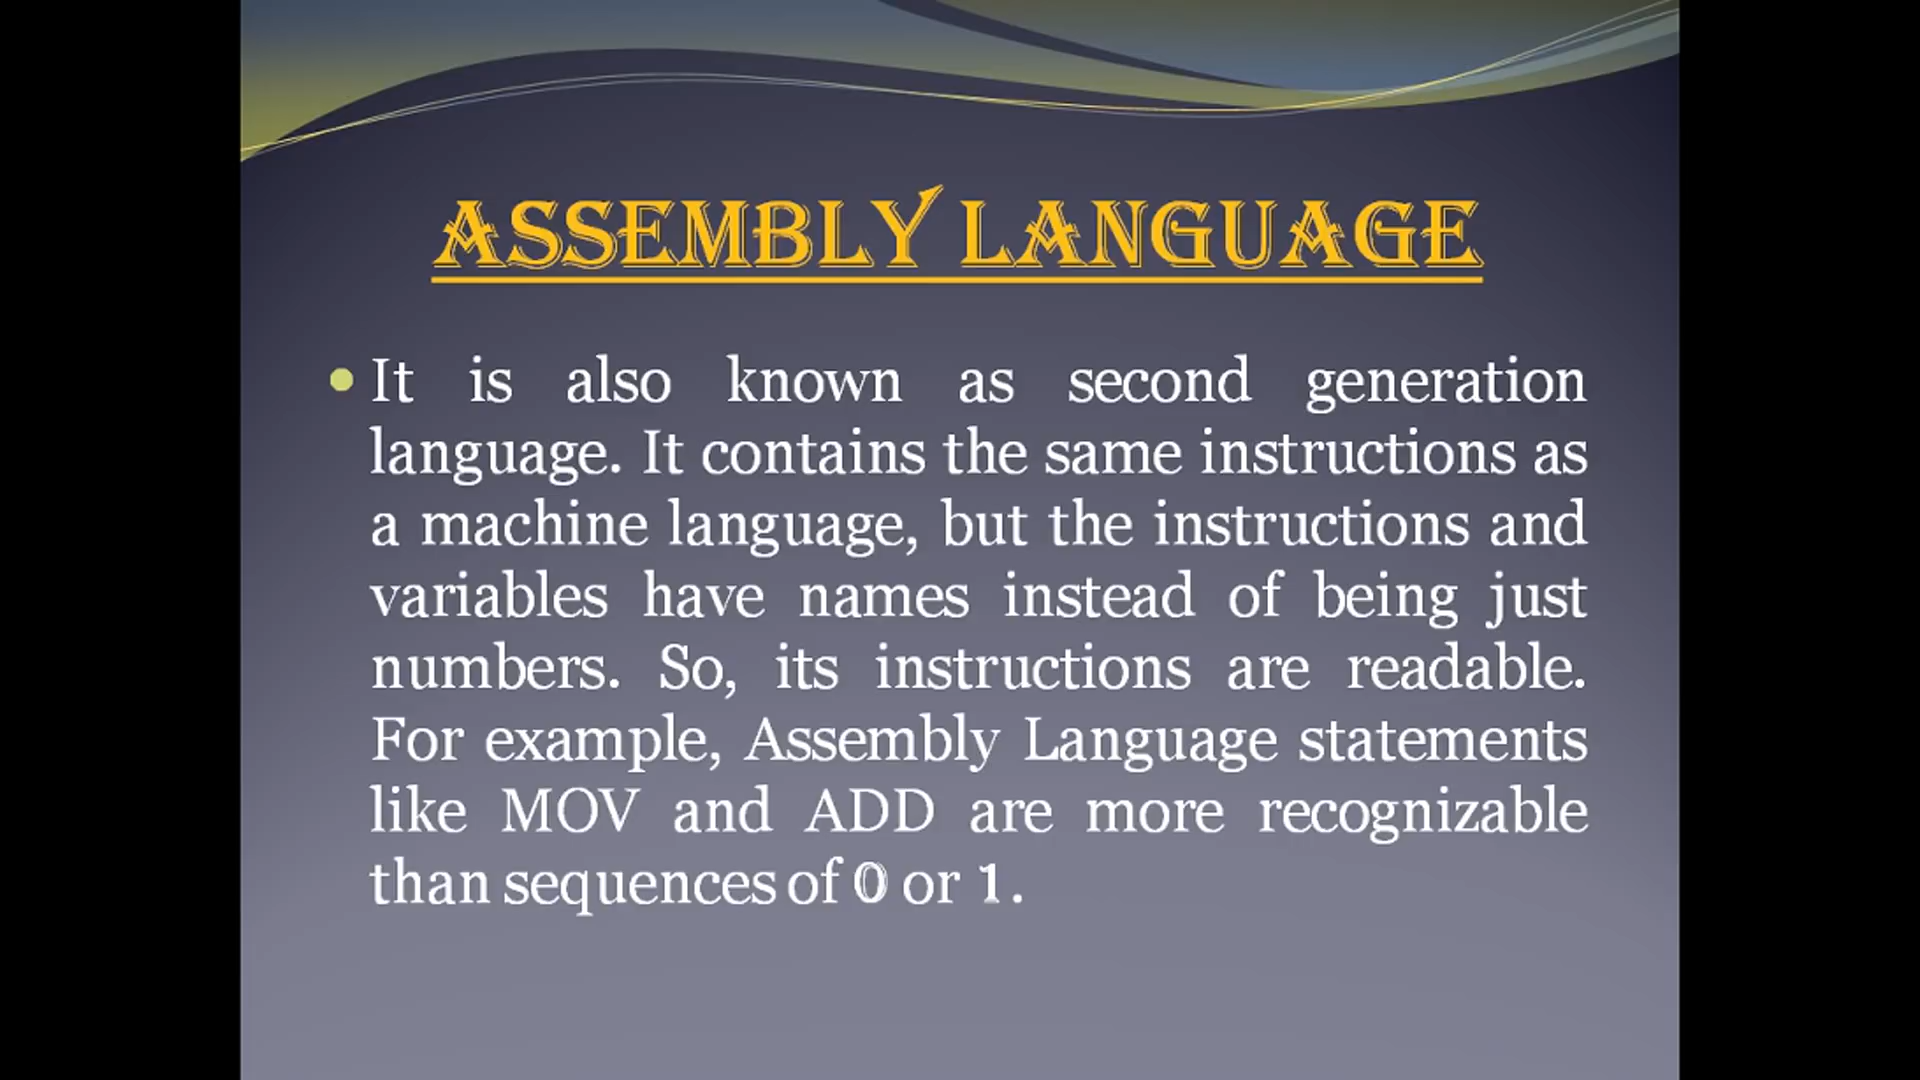 ASSEMBLY LANGUAGE
It is also known as second generation
language. It contains the same instructions as
a machine language, but the instructions and
variables have names instead of being just
numbers. So, its instructions are readable.
For example, Assembly Language statements
like MOV and ADD are more recognizable
than sequences of 0 or 1.